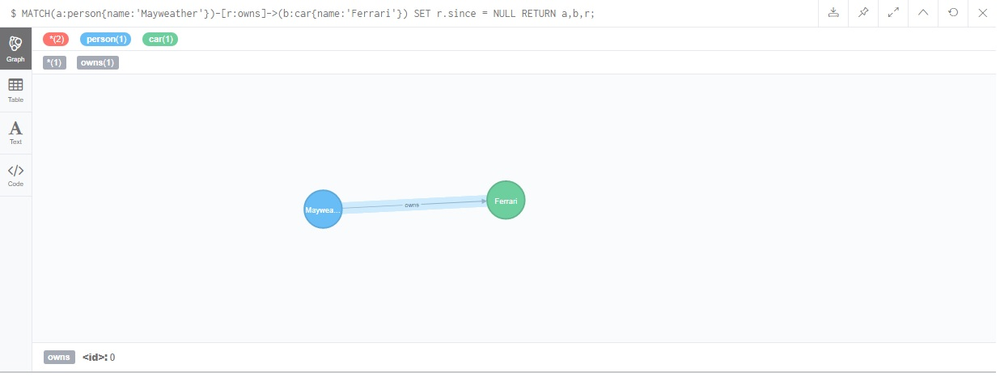 $ MATCH(a:person{name:'Mayweather'})-[r:owns]->(b:car{name:'Ferrari'}) SET r.since = NULL RETURN a,b,r;
*(2) person(1) car(1)
Graph
*(1) owns(1)
Table
A
Text
</>
Code
Maywea...
owns
Ferrari
owns <id>: 0